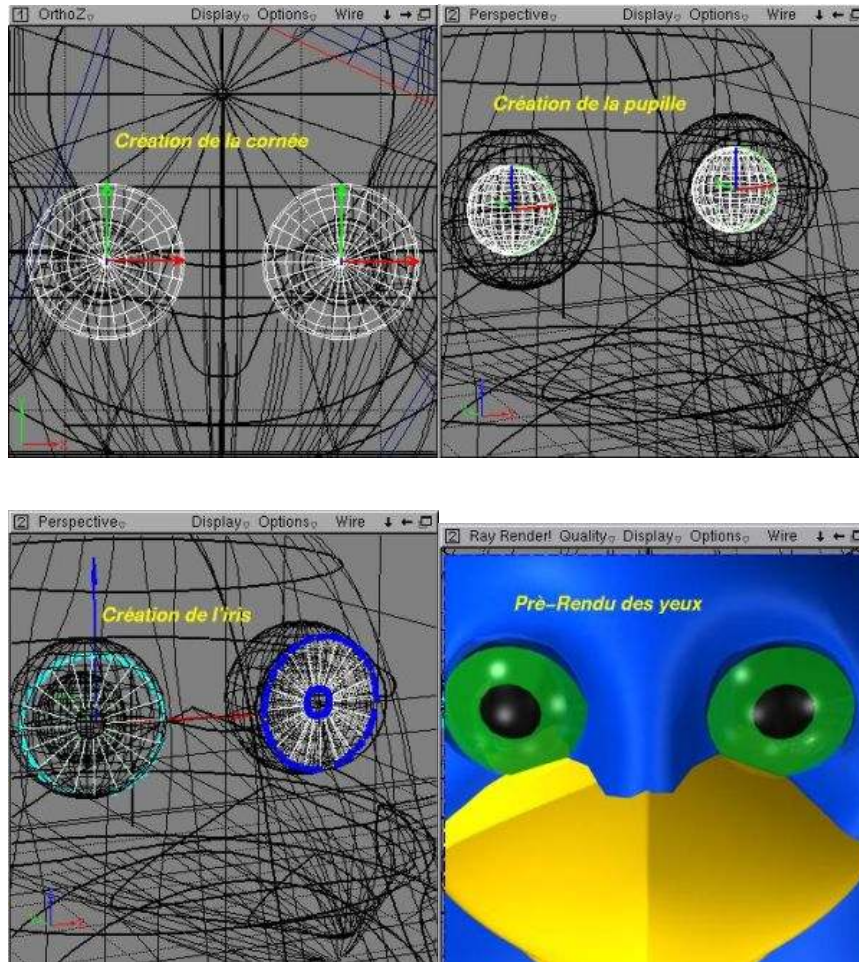 1 OrthoZ Display Options Wire
Création de la cornée
2 Perspective Display Options Wire
Création de la pupille
2 Perspective Display Options Wire
Création de l'iris
2 Ray Render! Quality Display Options Wire
Prè-Rendu des yeux